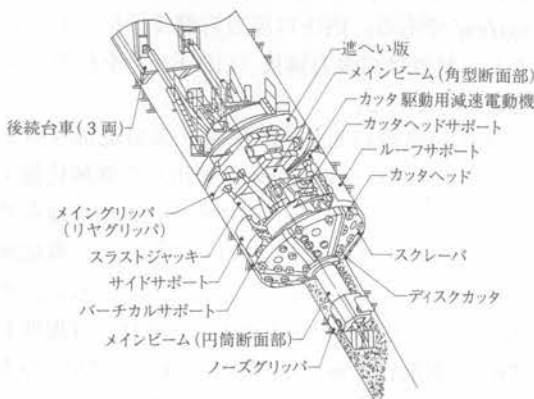 遮へい版
メインビーム(角型断面部)
カッタ駆動用減速電動機
カッタヘッドサポート
ルーフサポート
カッタヘッド
後続台車(3両)
メイングリッパ
(リヤグリッパ)
スラストジャッキ
サイドサポート
バーチカルサポート
メインビーム(円筒断面部)
ノーズグリッパ
スクレーパ
ディスクカッタ